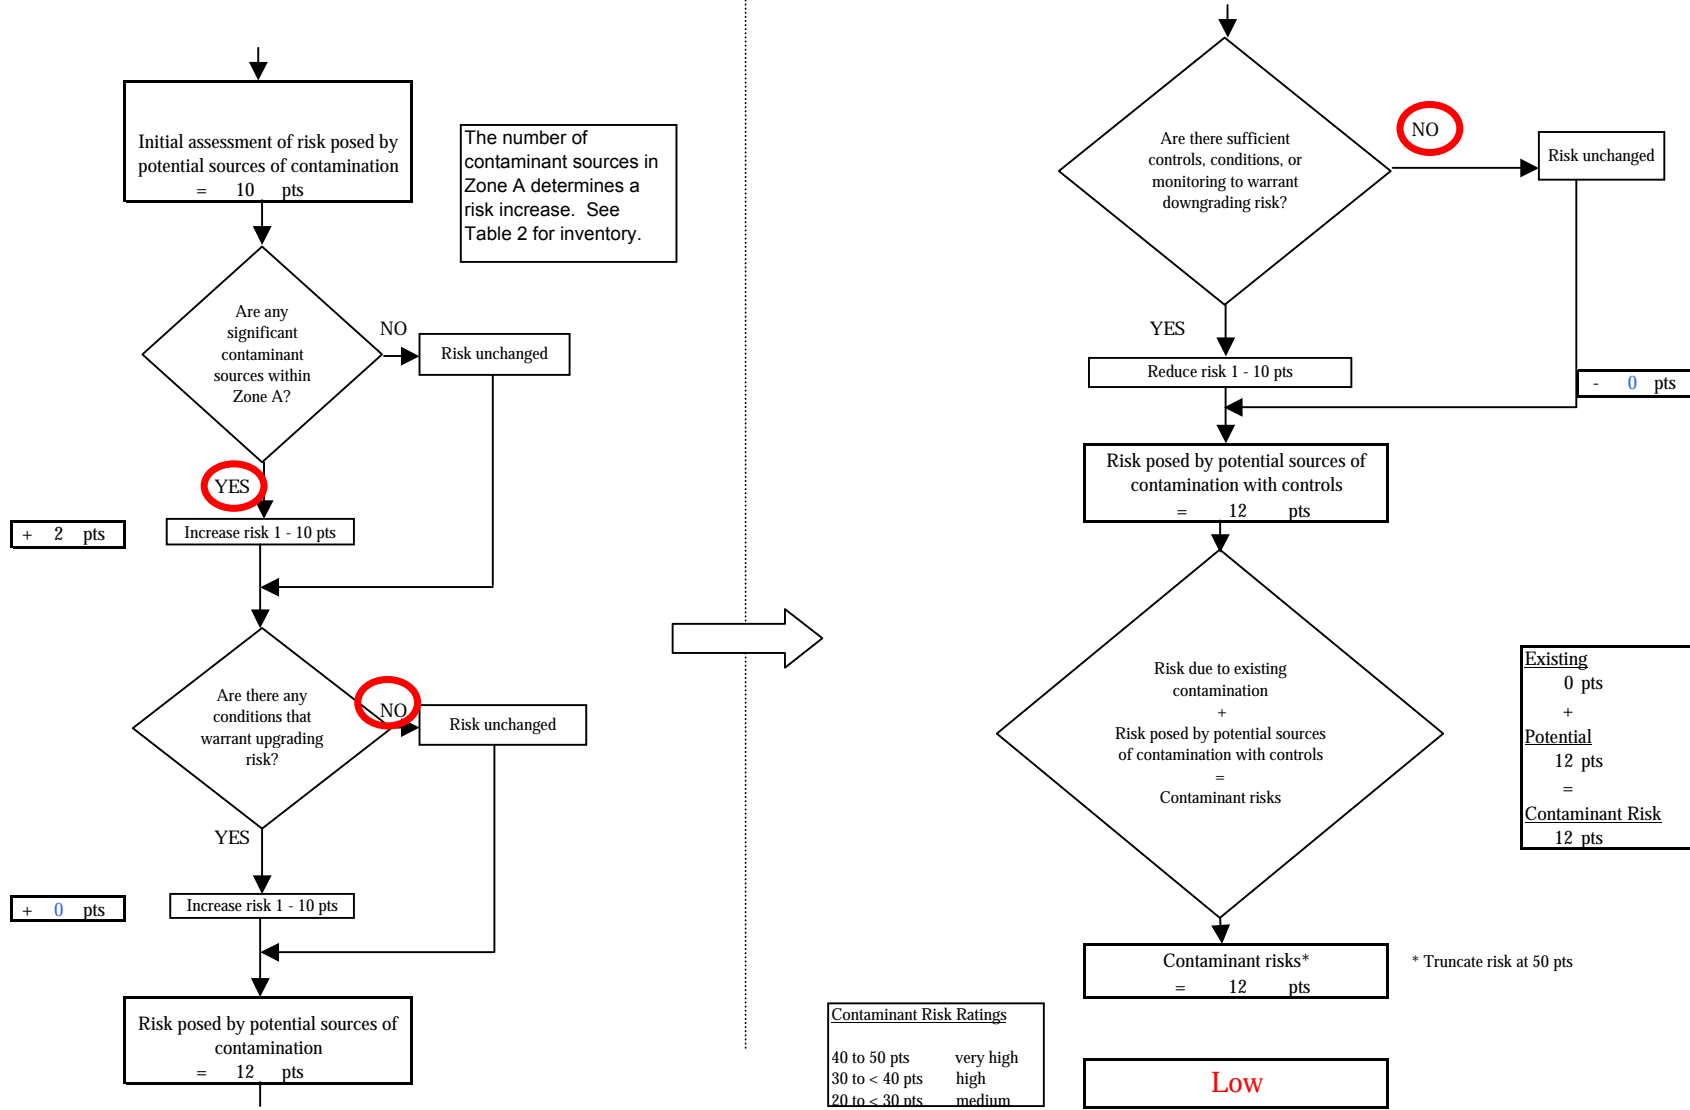 Initial assessment of risk posed by
potential sources of contamination
= 10 pts
The number of
contaminant sources in
Zone A determines a
risk increase. See
Table 2 for inventory.
Are any
significant
contaminant
sources within
Zone A?
NO
Risk unchanged
YES
+ 2 pts
Increase risk 1 - 10 pts
Are there any
conditions that
warrant upgrading
risk?
NO
Risk unchanged
YES
+ 0 pts
Increase risk 1 - 10 pts
Risk posed by potential sources of
contamination
= 12 pts
Are there sufficient
controls, conditions, or
monitoring to warrant
downgrading risk?
NO
Risk unchanged
YES
Reduce risk 1 - 10 pts
- 0 pts
Risk posed by potential sources of
contamination with controls
= 12 pts
Risk due to existing
contamination
+
Risk posed by potential sources
of contamination with controls
=
Contaminant risks
Existing
0 pts
+
Potential
12 pts
=
Contaminant Risk
12 pts
Contaminant risks*
= 12 pts
* Truncate risk at 50 pts
Contaminant Risk Ratings
40 to 50 pts very high
30 to < 40 pts high
20 to < 30 pts medium
Low